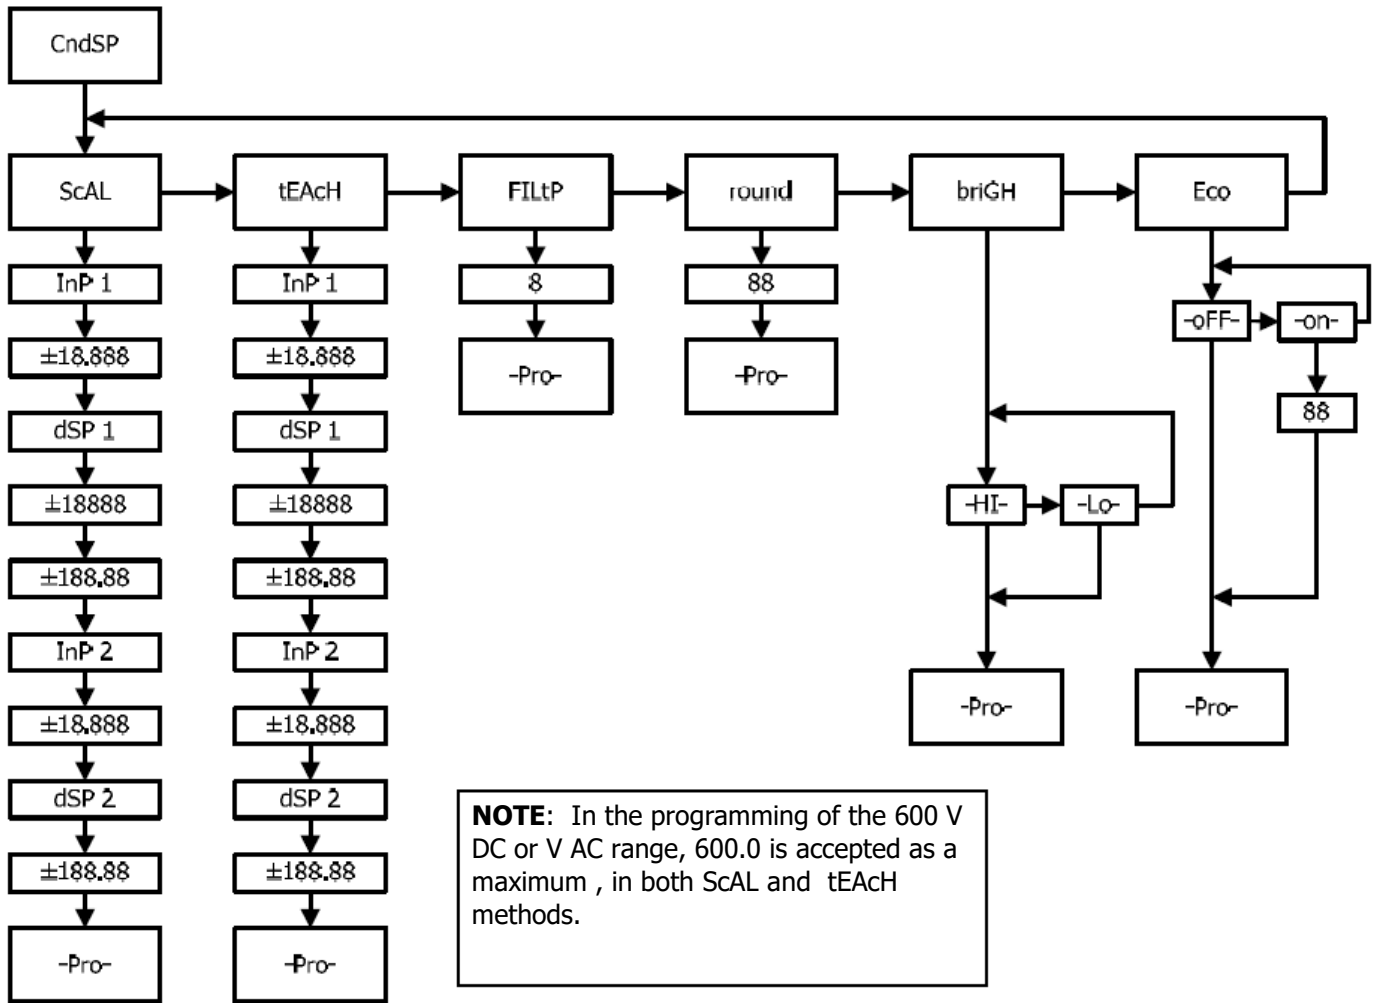 CndSP
ScAL
tEAcH
FILtP
round
briGH
Eco
InP 1
InP 1
8
88
-oFF-
-on-
±18.888
±18.888
-Pro-
-Pro-
88
dSP 1
dSP 1
±18888
±18888
-HI-
-Lo-
±188.88
±188.88
InP 2
InP 2
±18.888
±18.888
-Pro-
-Pro-
dSP 2
dSP 2
±188.88
±188.88
-Pro-
-Pro-
NOTE: In the programming of the 600 V
DC or V AC range, 600.0 is accepted as a
maximum , in both ScAL and tEAcH
methods.